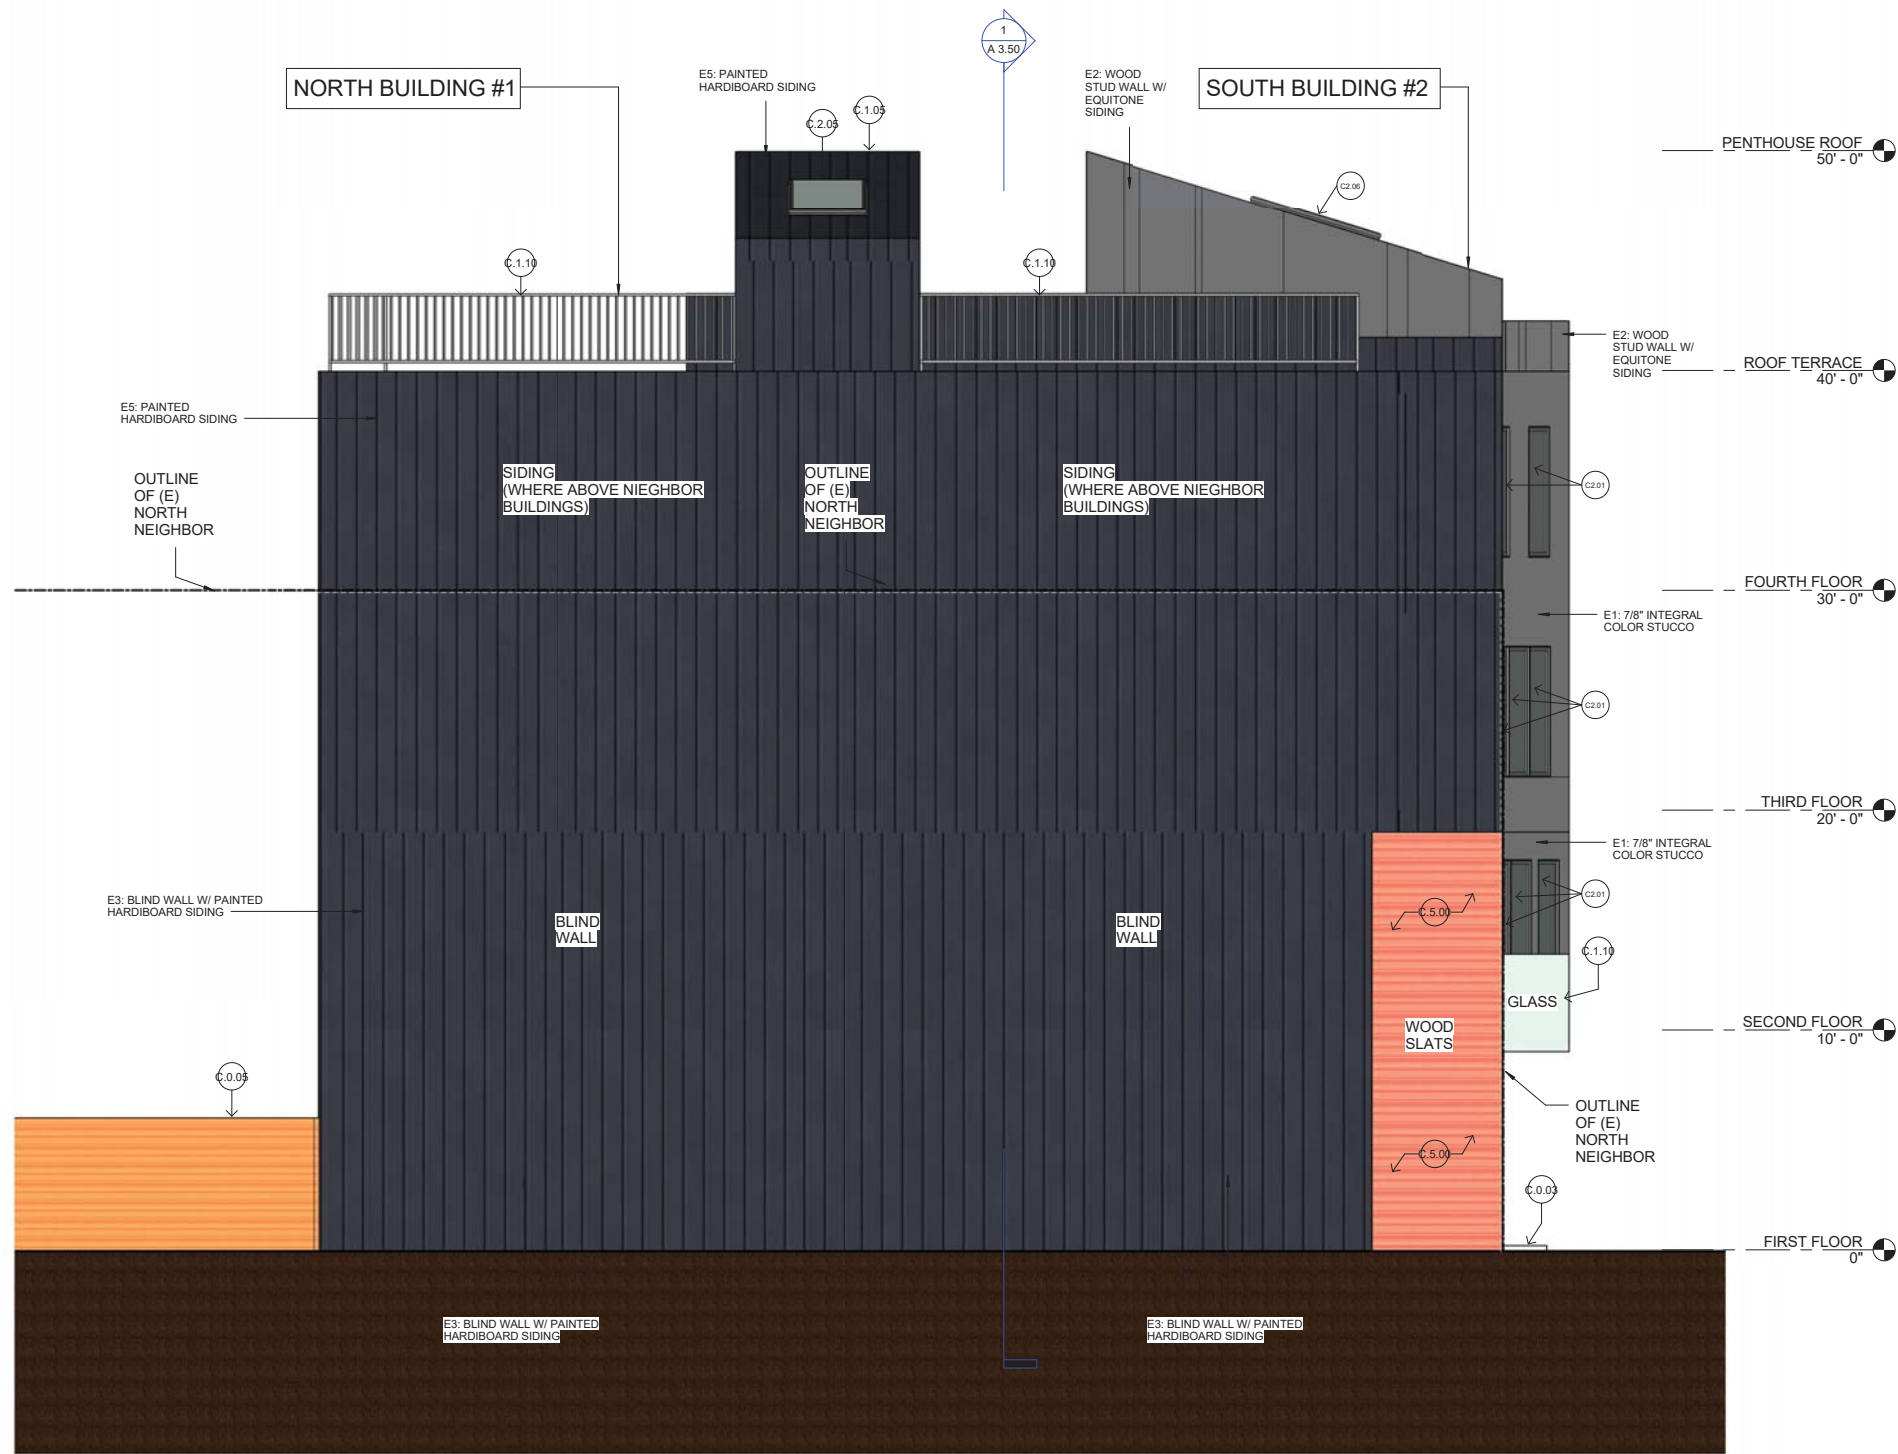 1
A 3.50
NORTH BUILDING #1
E5: PAINTED
HARDIBOARD SIDING
C.2.05
C.1.05
E2: WOOD
STUD WALL W/
EQUITONE
SIDING
SOUTH BUILDING #2
PENTHOUSE ROOF
50' - 0"
C2.06
C.1.10
C.1.10
E2: WOOD
STUD WALL W/
EQUITONE
SIDING
ROOF TERRACE
40' - 0"
E5: PAINTED
HARDIBOARD SIDING
OUTLINE
OF (E)
NORTH
NEIGHBOR
SIDING
(WHERE ABOVE NIEGHBOR
BUILDINGS)
OUTLINE
OF (E)
NORTH
NEIGHBOR
SIDING
(WHERE ABOVE NIEGHBOR
BUILDINGS)
C2.01
FOURTH FLOOR
30' - 0"
E1: 7/8" INTEGRAL
COLOR STUCCO
C2.01
THIRD FLOOR
20' - 0"
E1: 7/8" INTEGRAL
COLOR STUCCO
E3: BLIND WALL W/ PAINTED
HARDIBOARD SIDING
BLIND
WALL
BLIND
WALL
C.5.00
C2.01
C.1.10
GLASS
WOOD
SLATS
SECOND FLOOR
10' - 0"
C.0.05
OUTLINE
OF (E)
NORTH
NEIGHBOR
C.5.00
C.0.03
FIRST FLOOR
0"
E3: BLIND WALL W/ PAINTED
HARDIBOARD SIDING
E3: BLIND WALL W/ PAINTED
HARDIBOARD SIDING